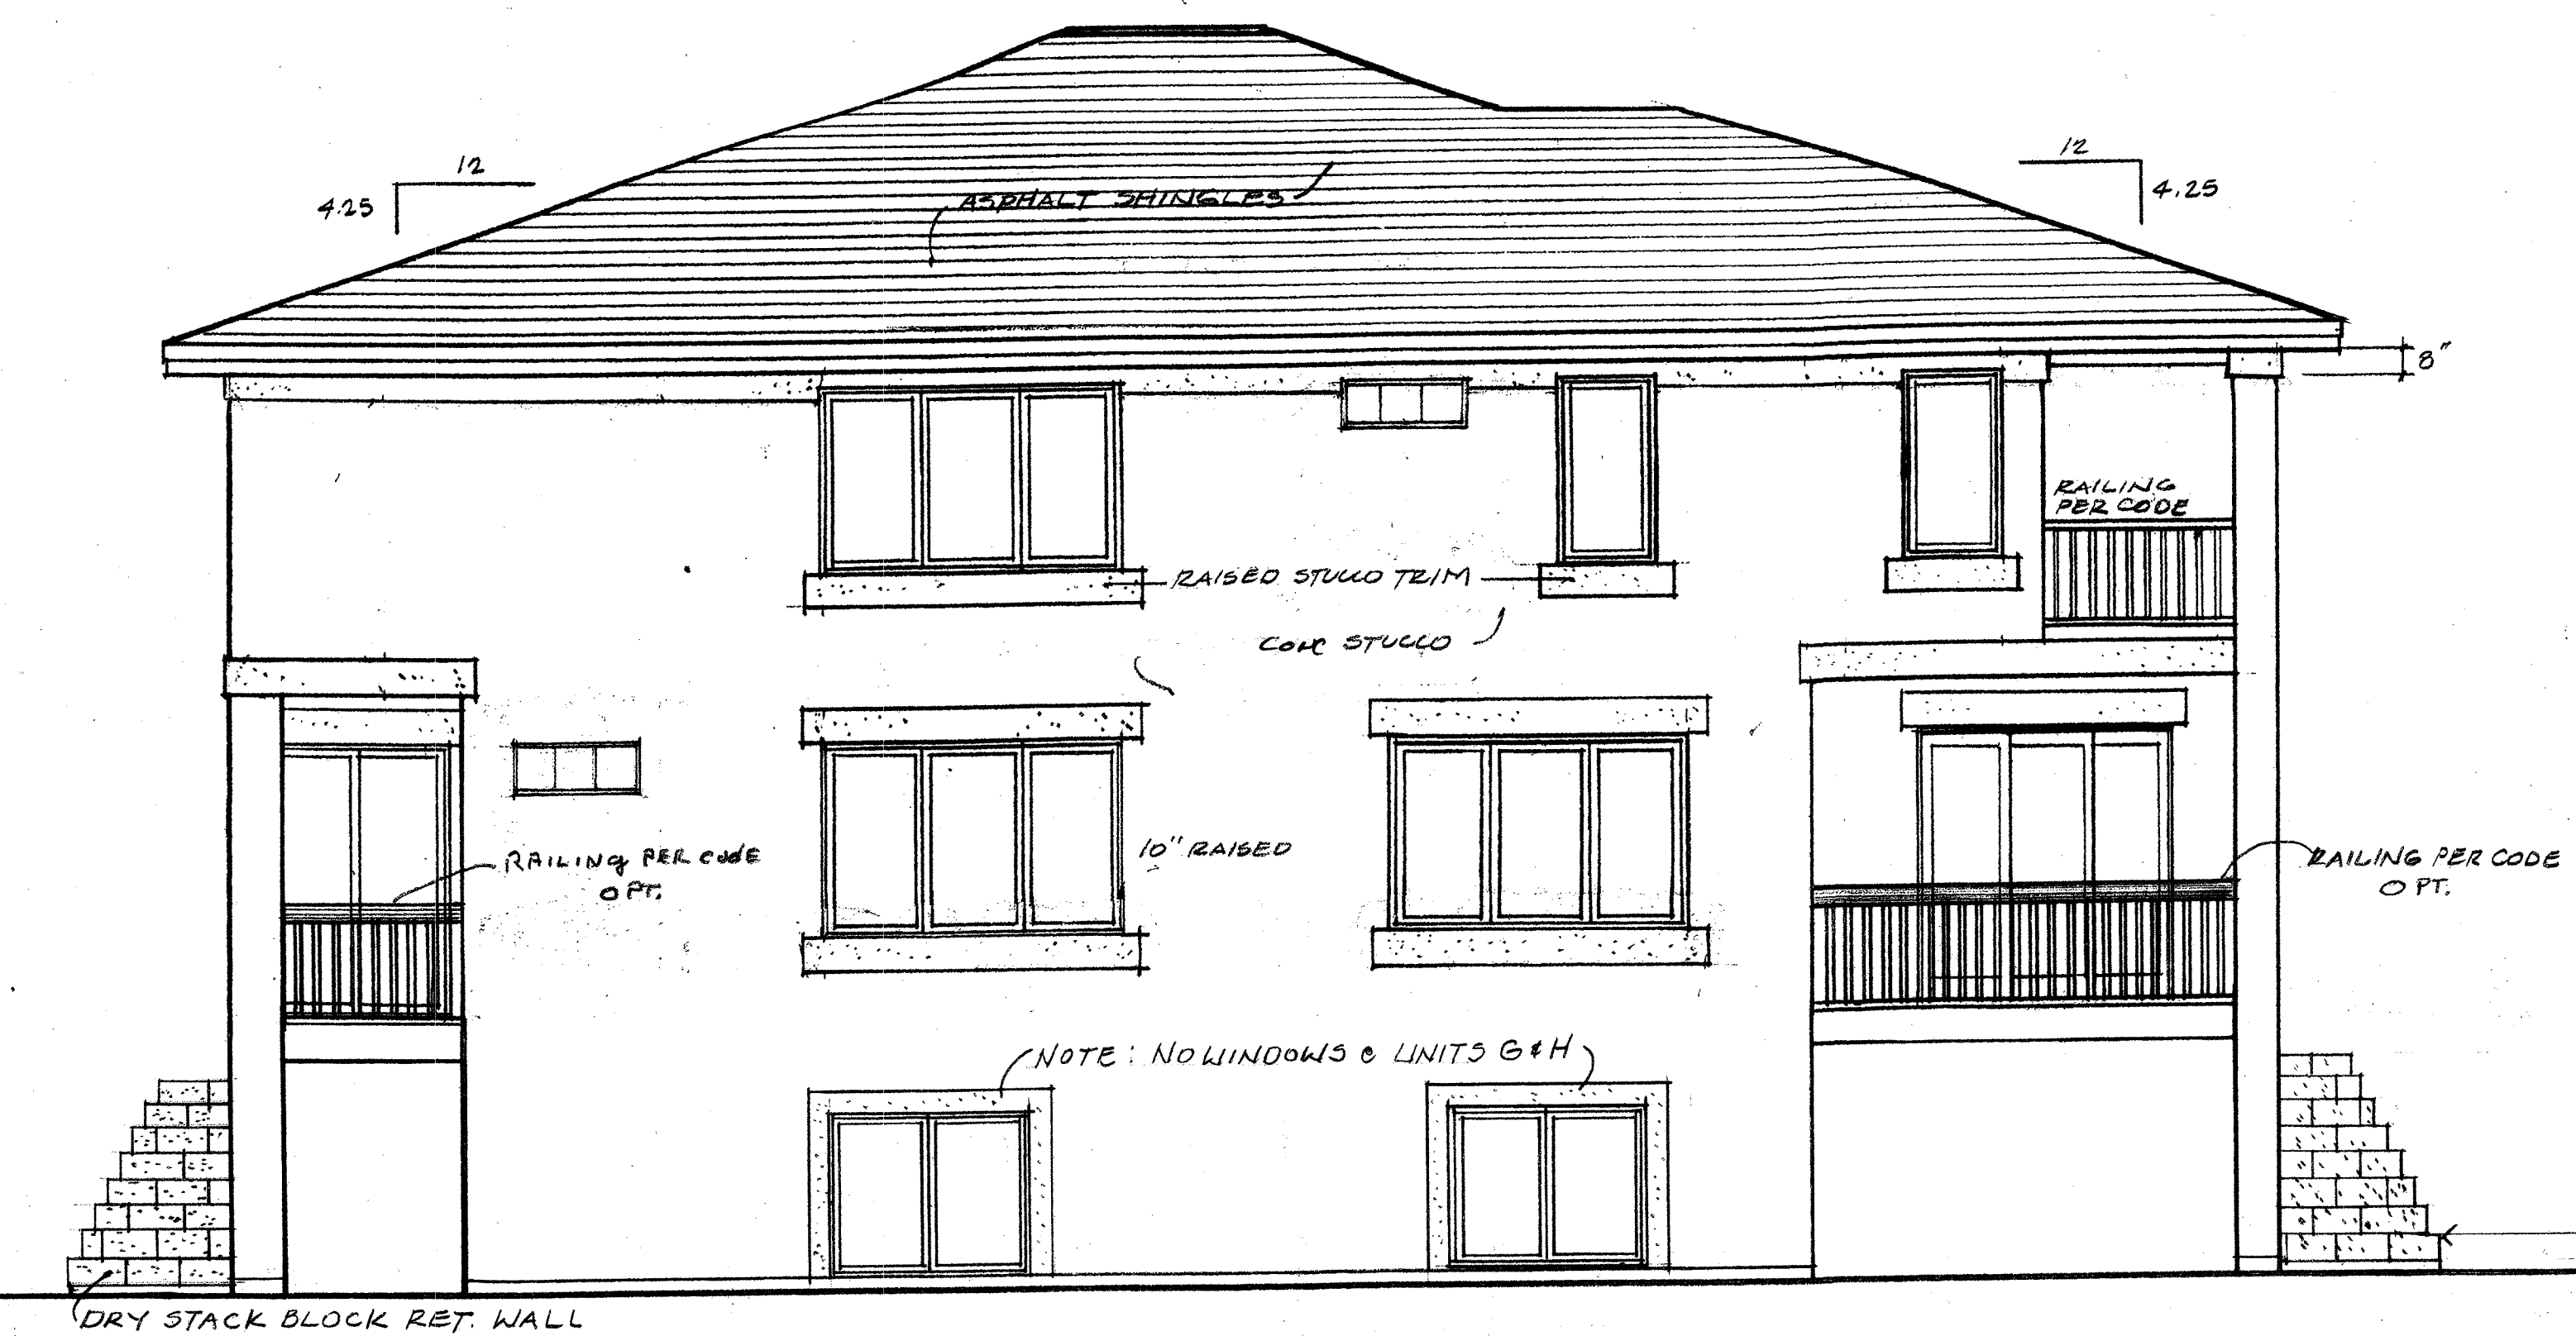 12
4.25
12
4.25
ASPHALT SHINGLES
8"
RAILING
PER CODE
RAISED STUCCO TRIM
CONC STUCCO
10" RAISED
RAILING PER CODE
OPT.
RAILING PER CODE
OPT.
NOTE: NO WINDOWS @ UNITS G & H
DRY STACK BLOCK RET. WALL